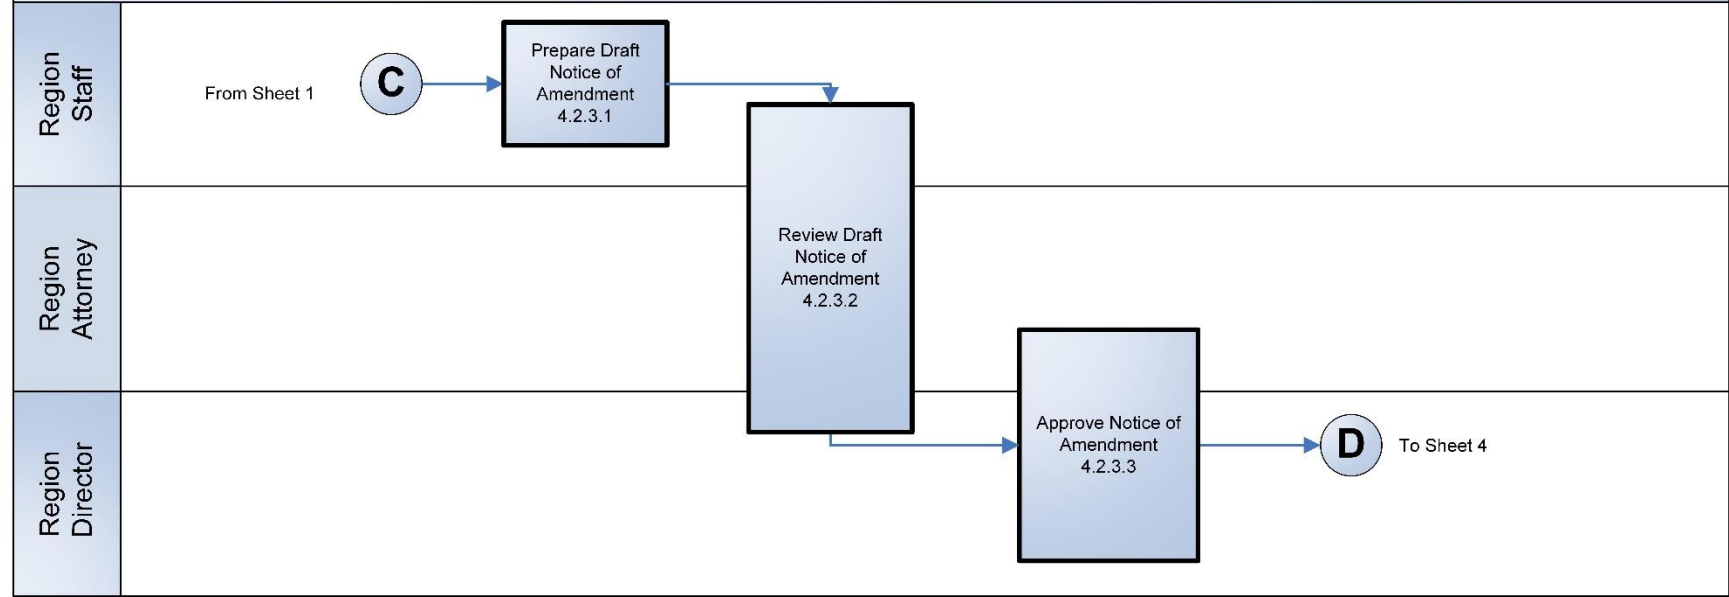 Region
Staff
From Sheet 1
C
Prepare Draft
Notice of
Amendment
4.2.3.1
Region
Attorney
Review Draft
Notice of
Amendment
4.2.3.2
Region
Director
Approve Notice of
Amendment
4.2.3.3
D
To Sheet 4